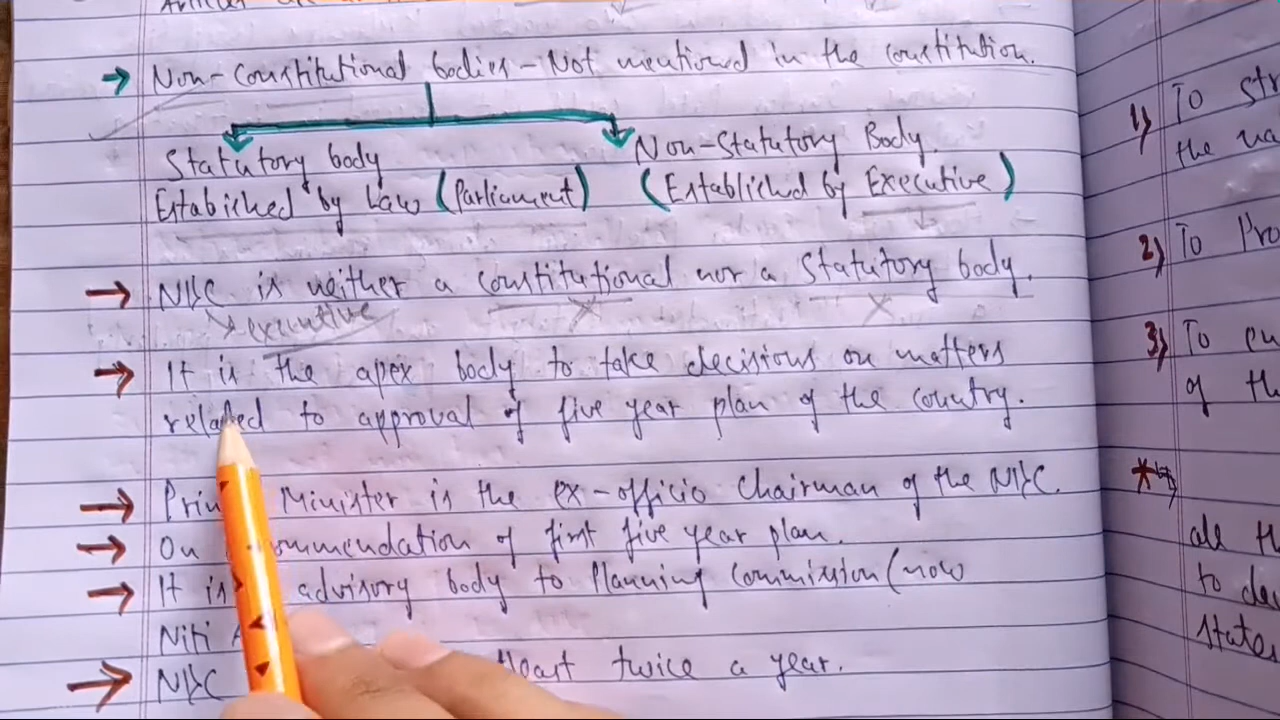 Non-Constitutional bodies - Not mentioned in the constitution.
Statutory body
Non-Statutory Body.
Established by Law (Parliament)
(Established by Executive)
NDC is neither a constitutional nor a Statutory body.
executive
It is the apex body to take decisions on matters
related to approval of five year plan of the country.
Minister is the ex-officio Chairman of the NDC.
On of first five year plan.
It is advisory body to Planning Commission (now
Niti
NDC twice a year.
1) To
the
2) To
3) To
of the
all
to
States